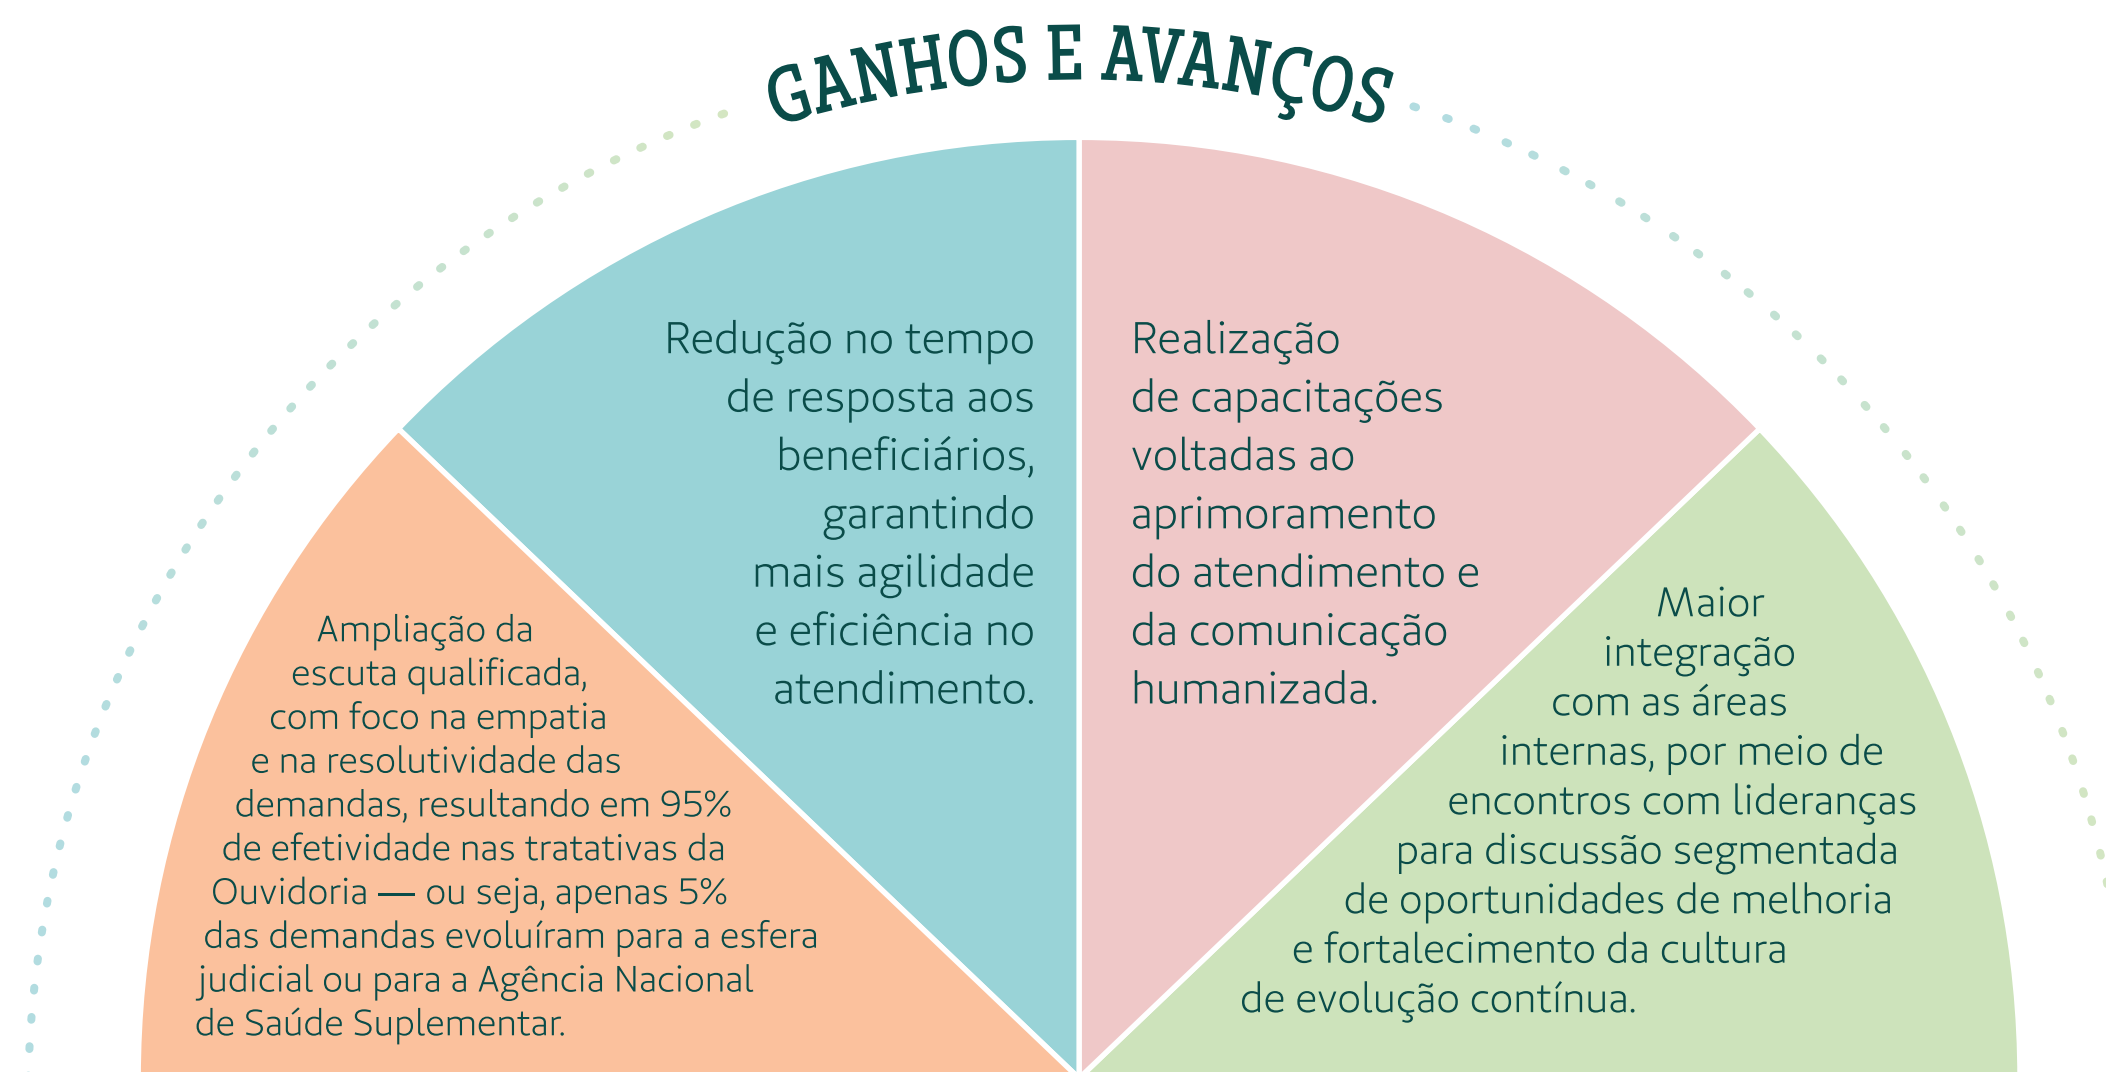 GANHOS E AVANÇOS
Ampliação da
escuta qualificada,
com foco na empatia
e na resolutividade das
demandas, resultando em 95%
de efetividade nas tratativas da
Ouvidoria — ou seja, apenas 5%
das demandas evoluíram para a esfera
judicial ou para a Agência Nacional
de Saúde Suplementar.
Redução no tempo
de resposta aos
beneficiários,
garantindo
mais agilidade
e eficiência no
atendimento.
Realização
de capacitações
voltadas ao
aprimoramento
do atendimento e
da comunicação
humanizada.
Maior
integração
com as áreas
internas, por meio de
encontros com lideranças
para discussão segmentada
de oportunidades de melhoria
e fortalecimento da cultura
de evolução contínua.